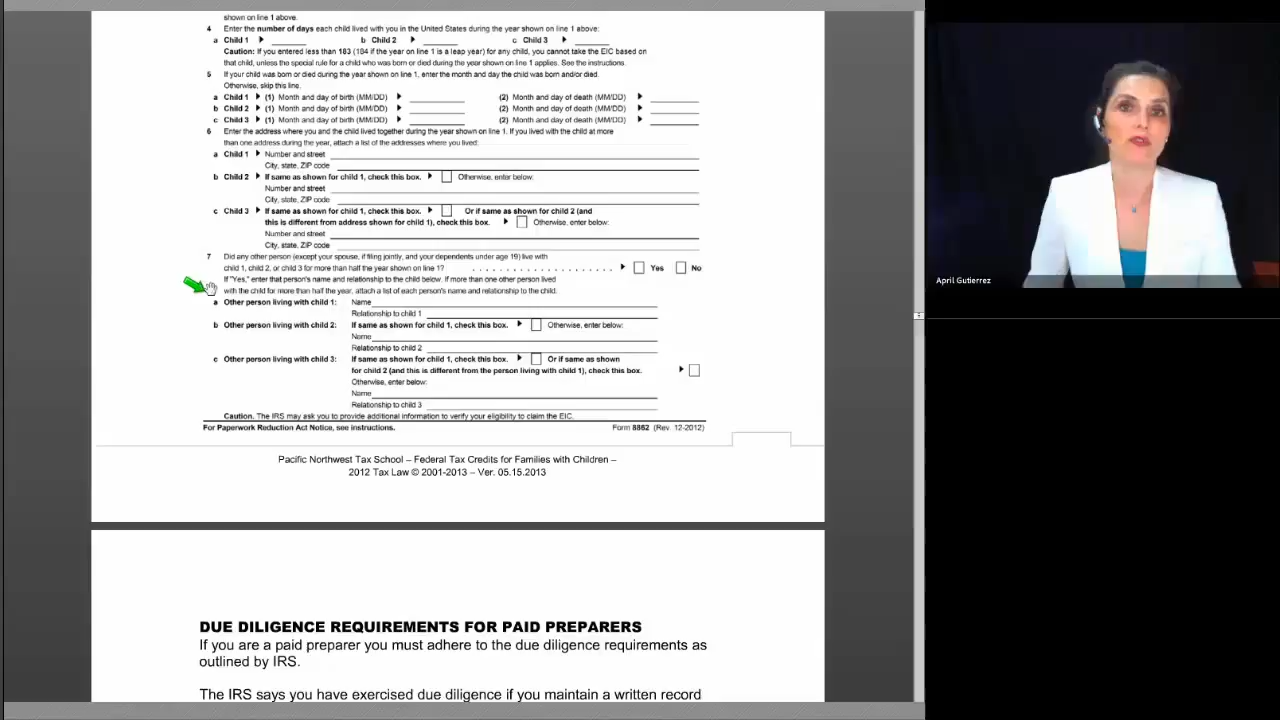 shown on line 1 above.
4 Enter the number of days each child lived with you in the United States during the year shown on line 1 above:
a Child 1 b Child 2 c Child 3
Caution: If you entered less than 183 (184 if the year on line 1 is a leap year) for any child, you cannot take the EIC based on
that child, unless the special rule for a child who was born or died during the year shown on line 1 applies. See the instructions.
5 If your child was born or died during the year shown on line 1, enter the month and day the child was born and/or died.
Otherwise, skip this line.
a Child 1 (1) Month and day of birth (MM/DD) (2) Month and day of death (MM/DD)
b Child 2 (1) Month and day of birth (MM/DD) (2) Month and day of death (MM/DD)
c Child 3 (1) Month and day of birth (MM/DD) (2) Month and day of death (MM/DD)
6 Enter the address where you and the child lived together during the year shown on line 1. If you lived with the child at more
than one address during the year, attach a list of the addresses where you lived:
a Child 1 Number and street
City, state, ZIP code
b Child 2 If same as shown for child 1, check this box. Otherwise, enter below:
Number and street
City, state, ZIP code
c Child 3 If same as shown for child 1, check this box. Or if same as shown for child 2 (and
this is different from address shown for child 1), check this box. Otherwise, enter below:
Number and street
City, state, ZIP code
7 Did any other person (except your spouse, if filing jointly, and your dependents under age 19) live with
child 1, child 2, or child 3 for more than half the year shown on line 1? . . . . . . . . . . . . . . . . . . . . Yes No
If "Yes," enter that person's name and relationship to the child below. If more than one other person lived
with the child for more than half the year, attach a list of each person's name and relationship to the child.
a Other person living with child 1: Name
Relationship to child 1
b Other person living with child 2: If same as shown for child 1, check this box. Otherwise, enter below:
Name
Relationship to child 2
c Other person living with child 3: If same as shown for child 1, check this box. Or if same as shown
for child 2 (and this is different from the person living with child 1), check this box.
Otherwise, enter below:
Name
Relationship to child 3
Caution. The IRS may ask you to provide additional information to verify your eligibility to claim the EIC.
For Paperwork Reduction Act Notice, see instructions. Form 8862 (Rev. 12-2012)
Pacific Northwest Tax School – Federal Tax Credits for Families with Children –
2012 Tax Law © 2001-2013 – Ver. 05.15.2013
DUE DILIGENCE REQUIREMENTS FOR PAID PREPARERS
If you are a paid preparer you must adhere to the due diligence requirements as
outlined by IRS.
The IRS says you have exercised due diligence if you maintain a written record
April Gutierrez